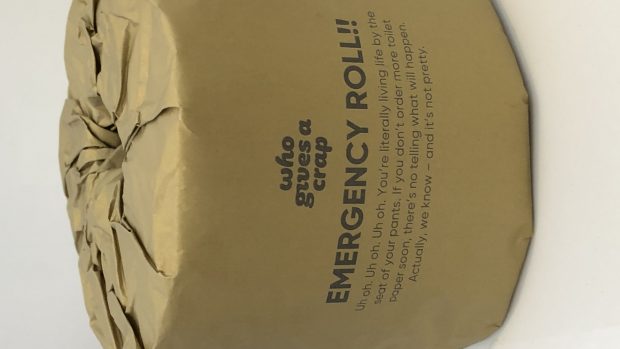 who
gives a
crap
EMERGENCY ROLL!!
Uh oh. Uh oh. Uh oh. You're literally living life by the
seat of your pants. If you don't order more toilet
paper soon, there's no telling what will happen.
Actually, we know – and it's not pretty.